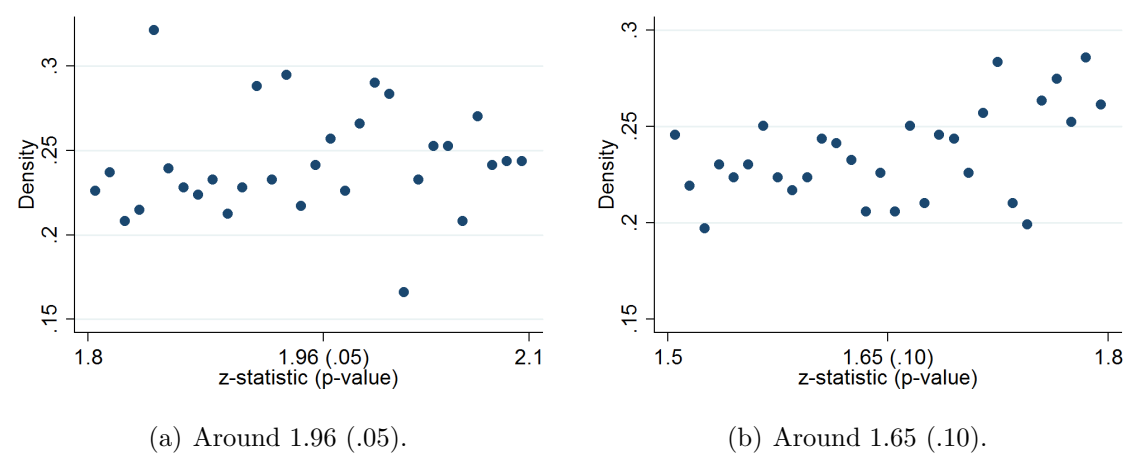 .3
.25
.2
.15
Density
1.8
1.96 (.05)
2.1
z-statistic (p-value)
(a) Around 1.96 (.05).
.3
.25
.2
.15
Density
1.5
1.65 (.10)
1.8
z-statistic (p-value)
(b) Around 1.65 (.10).